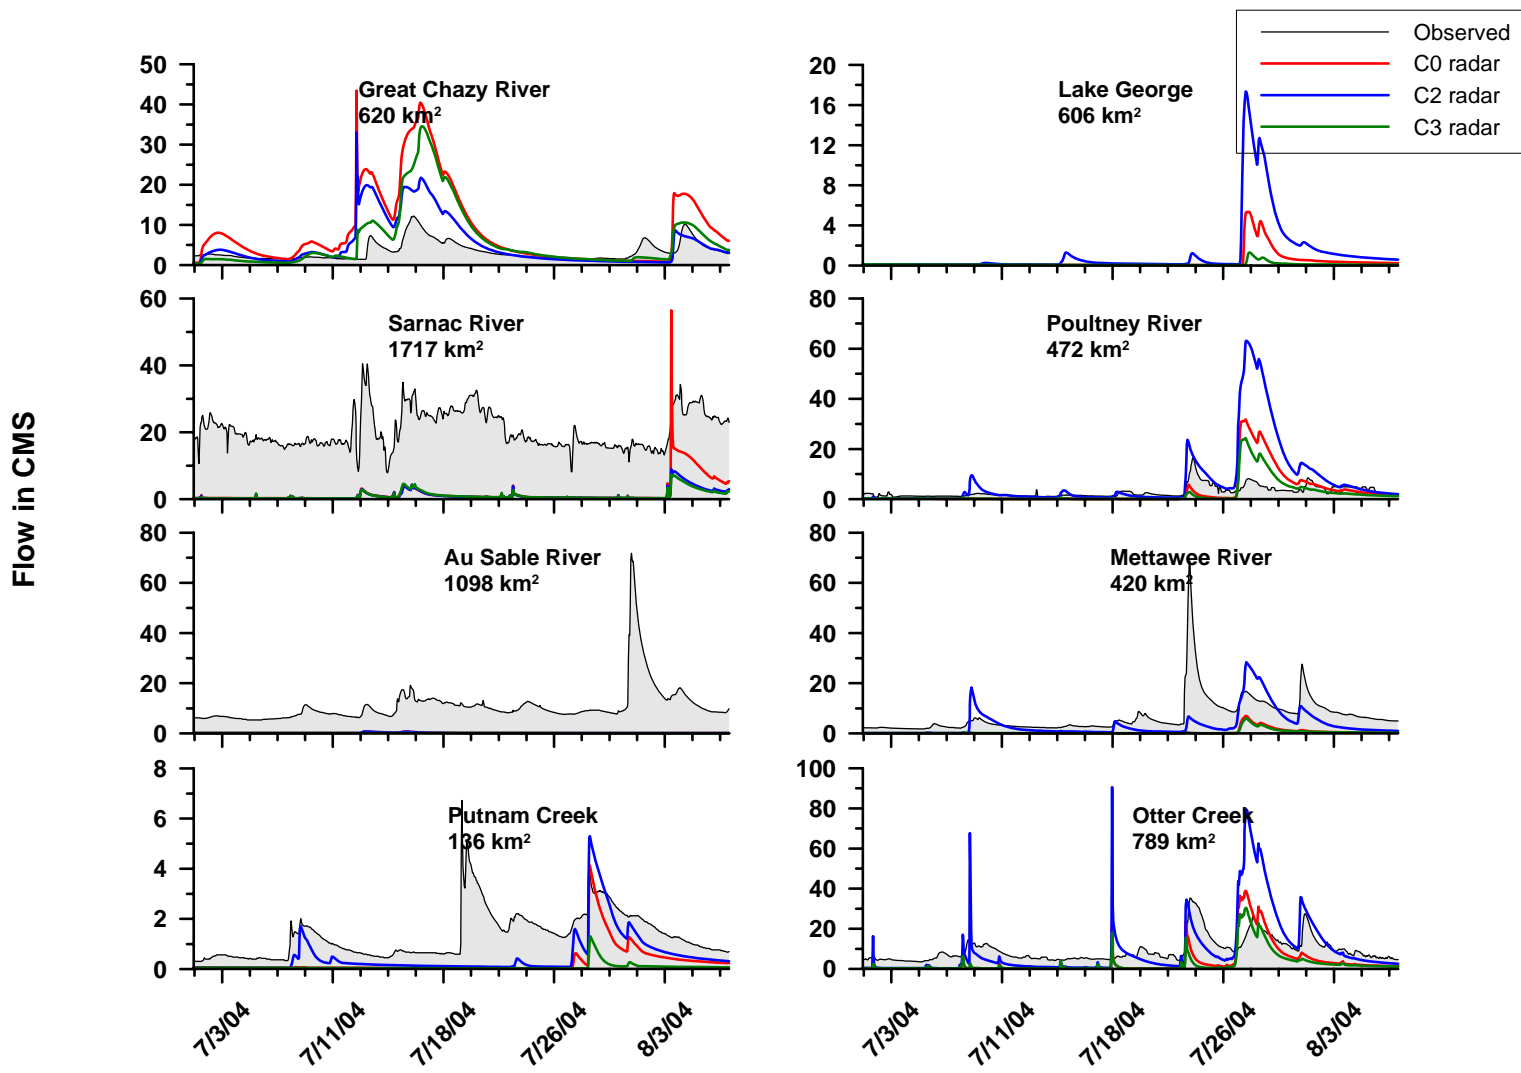 Observed
C0 radar
C2 radar
C3 radar
Flow in CMS
50
40
30
20
10
0
Great Chazy River
620 km²
20
16
12
8
4
0
Lake George
606 km²
60
40
20
0
Sarnac River
1717 km²
80
60
40
20
0
Poultney River
472 km²
80
60
40
20
0
Au Sable River
1098 km²
80
60
40
20
0
Mettawee River
420 km²
8
6
4
2
0
Putnam Creek
136 km²
100
80
60
40
20
0
Otter Creek
789 km²
7/3/04
7/11/04
7/18/04
7/26/04
8/3/04
7/3/04
7/11/04
7/18/04
7/26/04
8/3/04